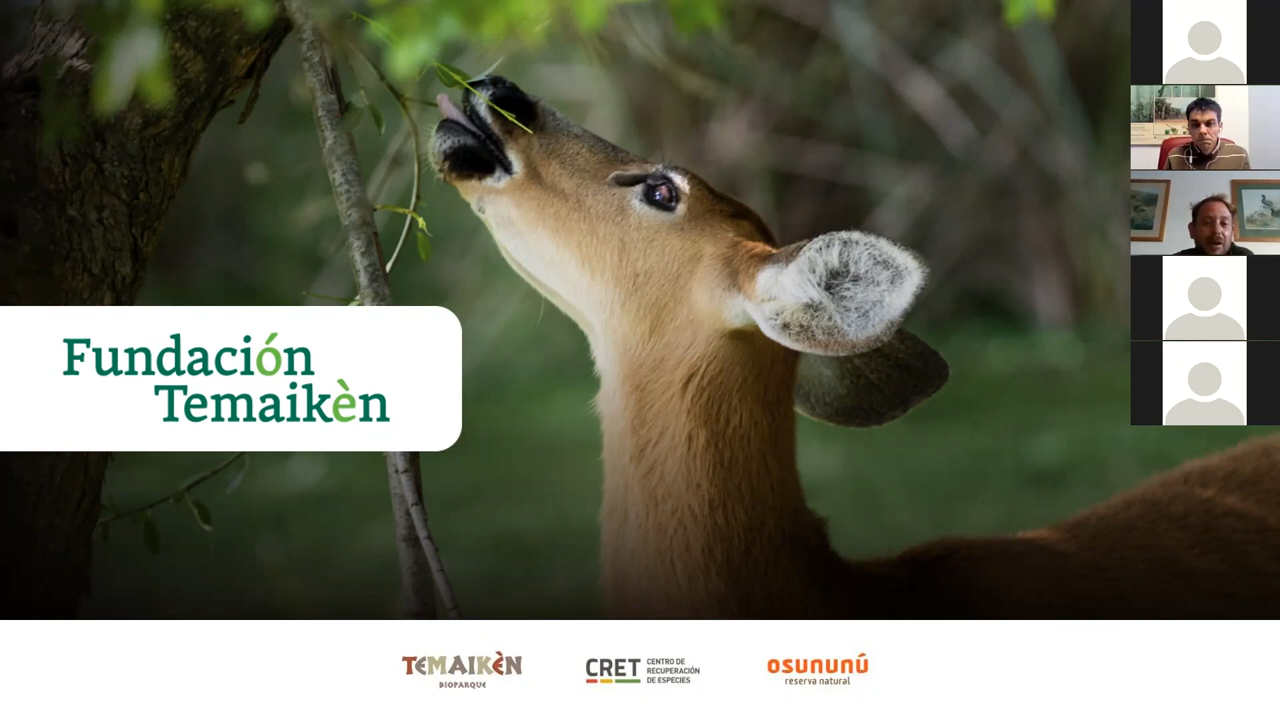 Fundación
Temaikèn
TEMAIKÈN
BIOPARQUE
CRET
CENTRO DE
RECUPERACIÓN
DE ESPECIES
osununú
reserva natural